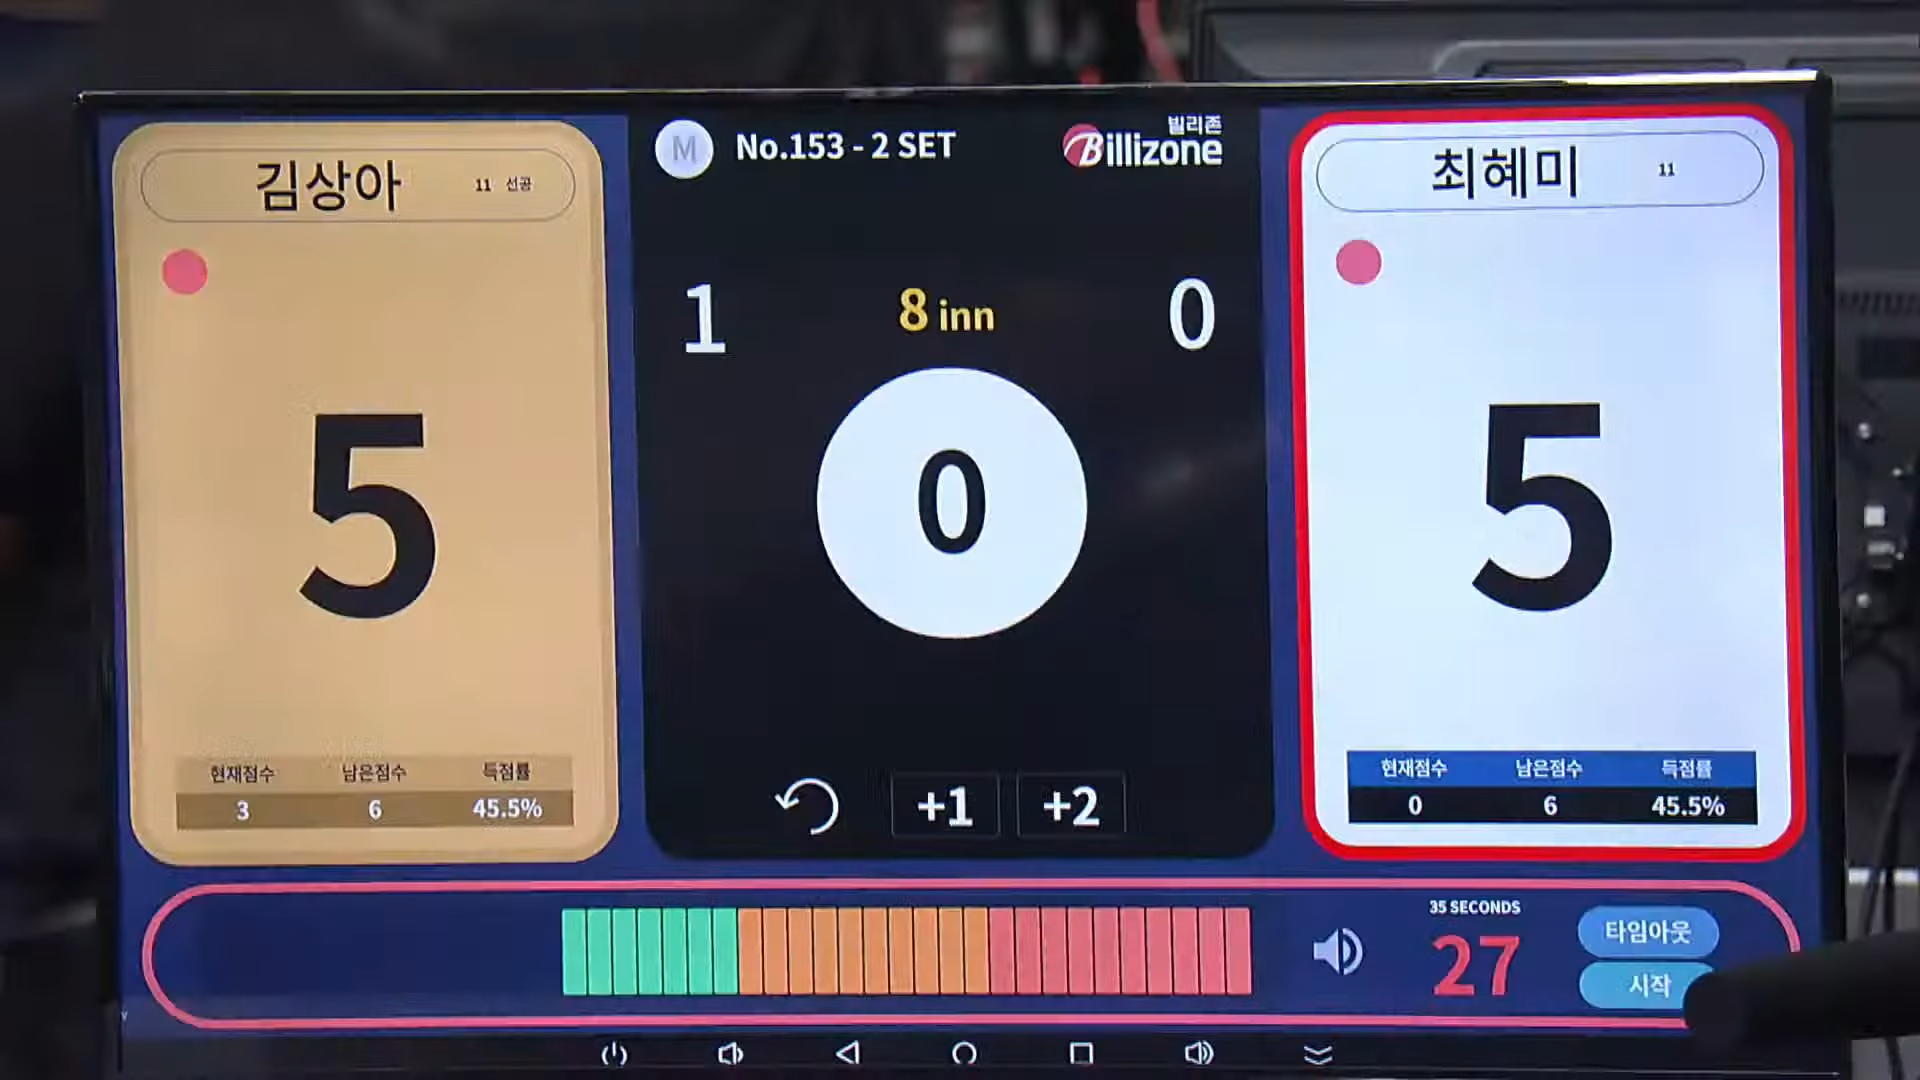 김상아 11 선공
5
현재점수 남은점수 득점률
3 6 45.5%
M No.153 - 2 SET
빌리존
Billizone
1 8 inn 0
0
+1 +2
최혜미 11
5
현재점수 남은점수 득점률
0 6 45.5%
35 SECONDS
27
타임아웃
시작